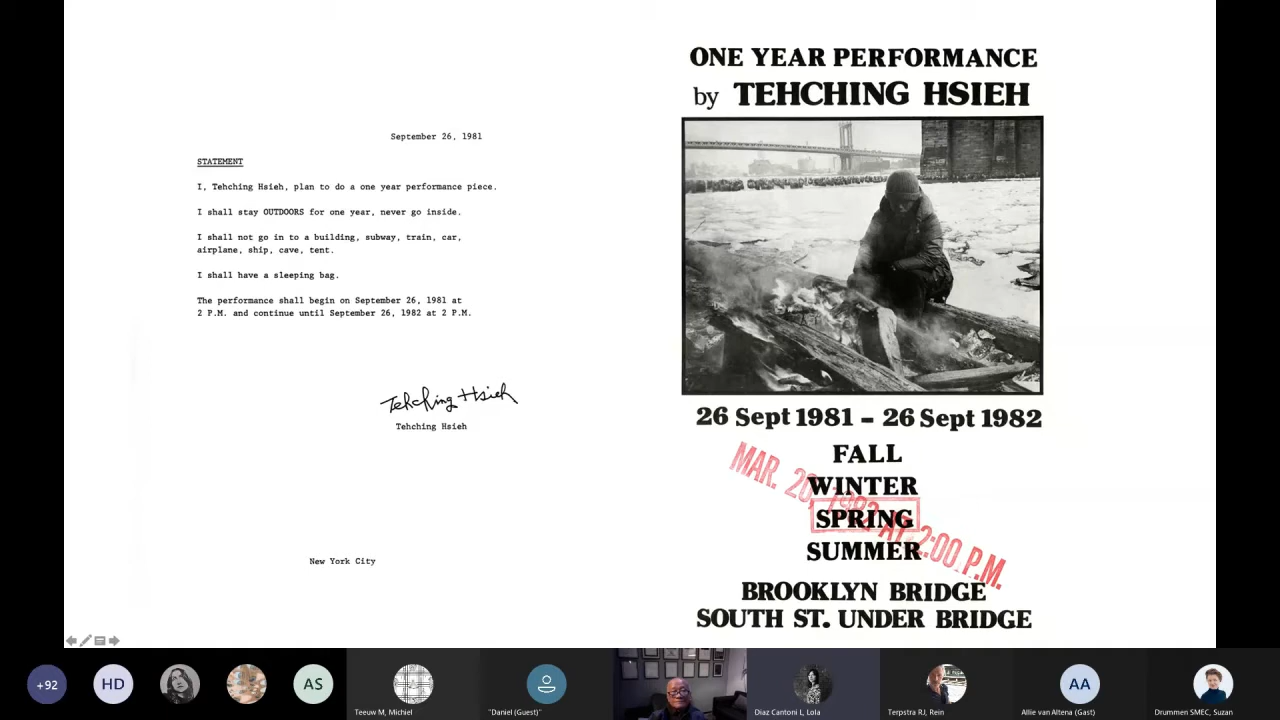 September 26, 1981
STATEMENT
I, Tehching Hsieh, plan to do a one year performance piece.
I shall stay OUTDOORS for one year, never go inside.
I shall not go in to a building, subway, train, car,
airplane, ship, cave, tent.
I shall have a sleeping bag.
The performance shall begin on September 26, 1981 at
2 P.M. and continue until September 26, 1982 at 2 P.M.
Tehching Hsieh
Tehching Hsieh
New York City
ONE YEAR PERFORMANCE
by TEHCHING HSIEH
26 Sept 1981 – 26 Sept 1982
FALL
WINTER
SPRING
SUMMER
MAR. 20, 1982 AT 2:00 P.M.
BROOKLYN BRIDGE
SOUTH ST. UNDER BRIDGE
+92
HD
AS
Teeuw M, Michiel
"Daniel (Guest)"
Diaz Cantoni L, Lola
Terpstra RJ, Rein
AA
Allie van Altena (Gast)
Drummen SMEC, Suzan